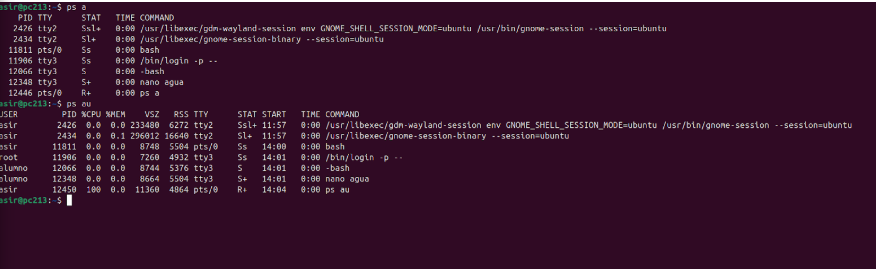 asir@pc213:~$ ps a
PID TTY STAT TIME COMMAND
2426 tty2 Ssl+ 0:00 /usr/libexec/gdm-wayland-session env GNOME_SHELL_SESSION_MODE=ubuntu /usr/bin/gnome-session --session=ubuntu
2434 tty2 Sl+ 0:00 /usr/libexec/gnome-session-binary --session=ubuntu
11811 pts/0 Ss 0:00 bash
11906 tty3 Ss 0:00 /bin/login -p --
12066 tty3 S 0:00 -bash
12348 tty3 S+ 0:00 nano agua
12446 pts/0 R+ 0:00 ps a
asir@pc213:~$ ps au
USER PID %CPU %MEM VSZ RSS TTY STAT START TIME COMMAND
asir 2426 0.0 0.0 233480 6272 tty2 Ssl+ 11:57 0:00 /usr/libexec/gdm-wayland-session env GNOME_SHELL_SESSION_MODE=ubuntu /usr/bin/gnome-session --session=ubuntu
asir 2434 0.0 0.1 296012 16640 tty2 Sl+ 11:57 0:00 /usr/libexec/gnome-session-binary --session=ubuntu
asir 11811 0.0 0.0 8748 5504 pts/0 Ss 14:00 0:00 bash
root 11906 0.0 0.0 7260 4932 tty3 Ss 14:01 0:00 /bin/login -p --
alumno 12066 0.0 0.0 8744 5376 tty3 S 14:01 0:00 -bash
alumno 12348 0.0 0.0 8664 5504 tty3 S+ 14:01 0:00 nano agua
asir 12450 100 0.0 11360 4864 pts/0 R+ 14:04 0:00 ps au
asir@pc213:~$